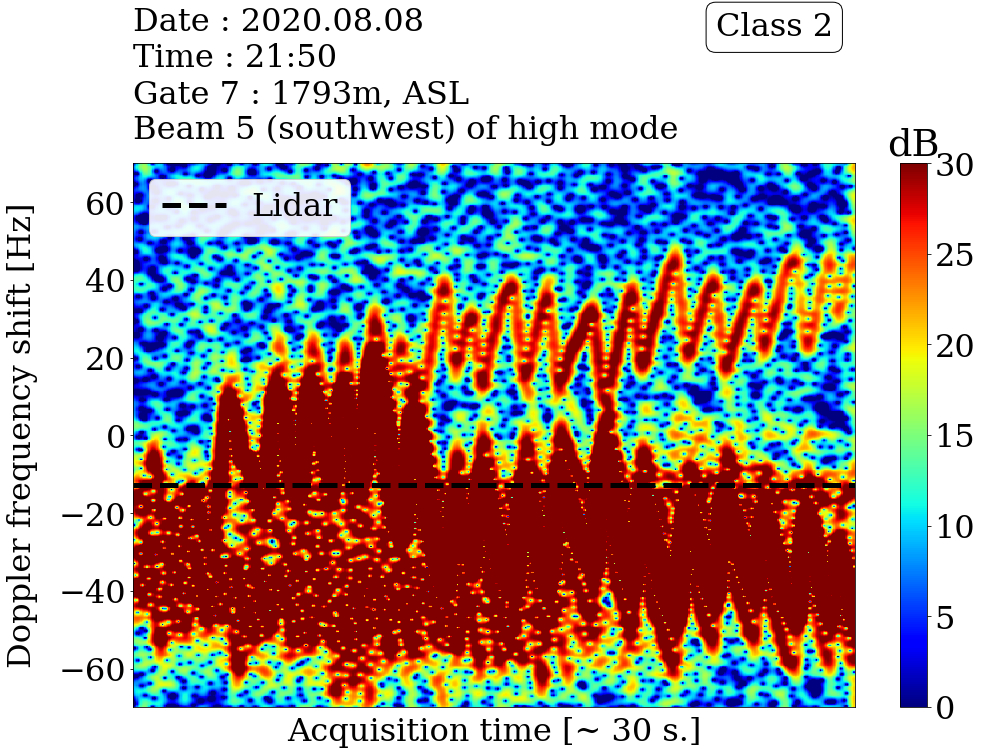 Date : 2020.08.08
Time : 21:50
Gate 7 : 1793m, ASL
Beam 5 (southwest) of high mode
Class 2
dB
Lidar
Doppler frequency shift [Hz]
60
40
20
0
−20
−40
−60
30
25
20
15
10
5
0
Acquisition time [~ 30 s.]